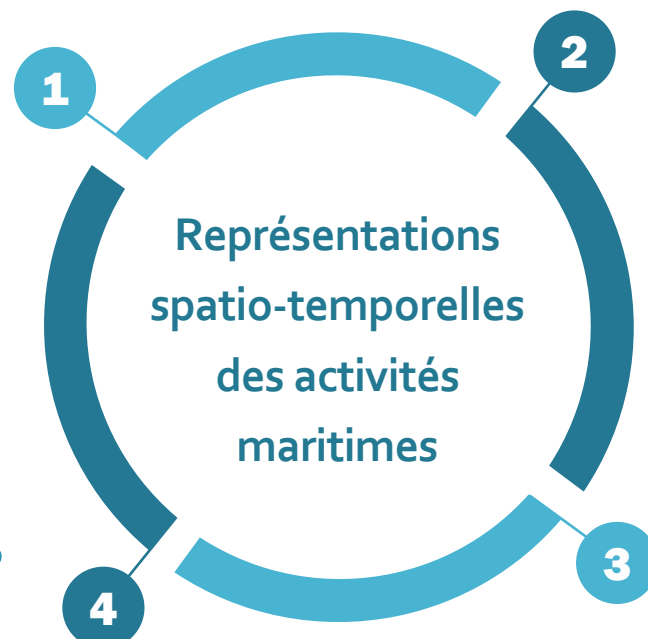 1
2
Représentations
spatio-temporelles
des activités
maritimes
3
4